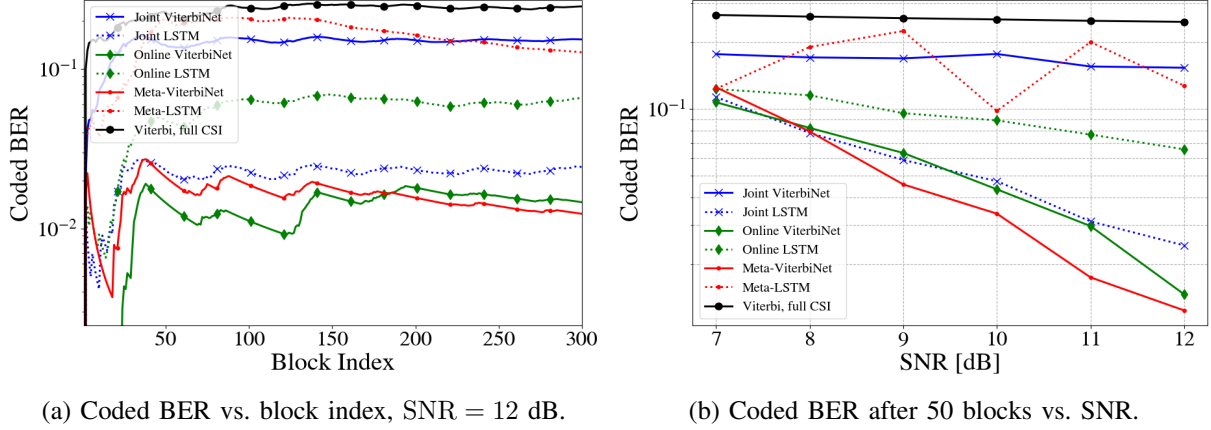 Coded BER
10⁻¹
10⁻²
Joint ViterbiNet
Joint LSTM
Online ViterbiNet
Online LSTM
Meta-ViterbiNet
Meta-LSTM
Viterbi, full CSI
50 100 150 200 250 300
Block Index
(a) Coded BER vs. block index, SNR = 12 dB.
Coded BER
10⁻¹
Joint ViterbiNet
Joint LSTM
Online ViterbiNet
Online LSTM
Meta-ViterbiNet
Meta-LSTM
Viterbi, full CSI
7 8 9 10 11 12
SNR [dB]
(b) Coded BER after 50 blocks vs. SNR.